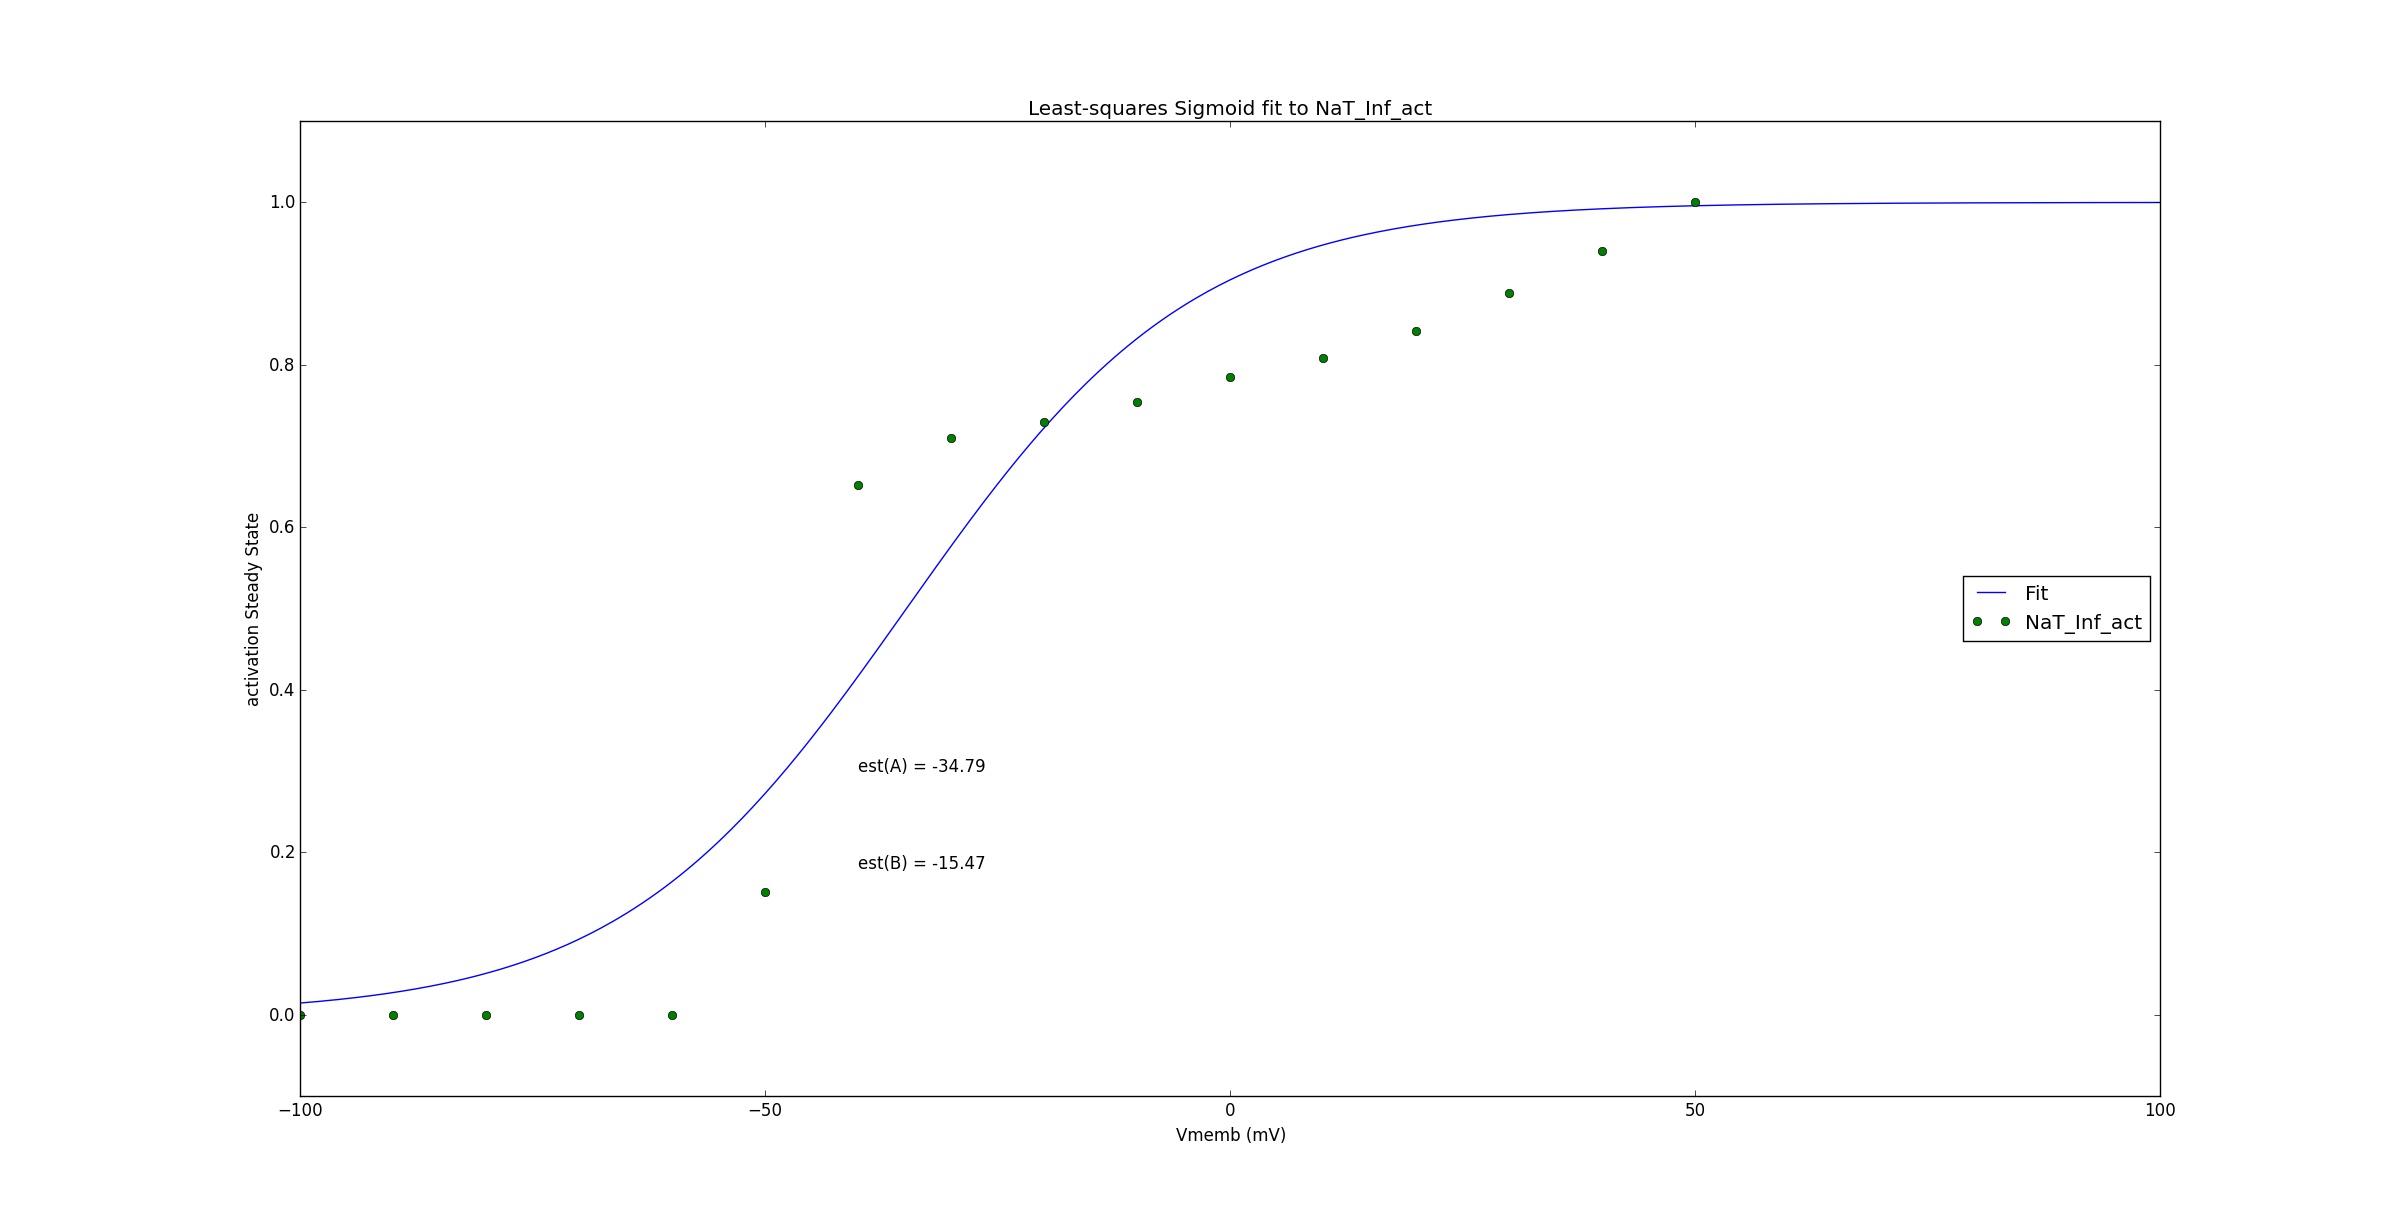 Least-squares Sigmoid fit to NaT_Inf_act
1.0
0.8
0.6
0.4
0.2
0.0
activation Steady State
Fit
NaT_Inf_act
est(A) = -34.79
est(B) = -15.47
−100
−50
0
50
100
Vmemb (mV)